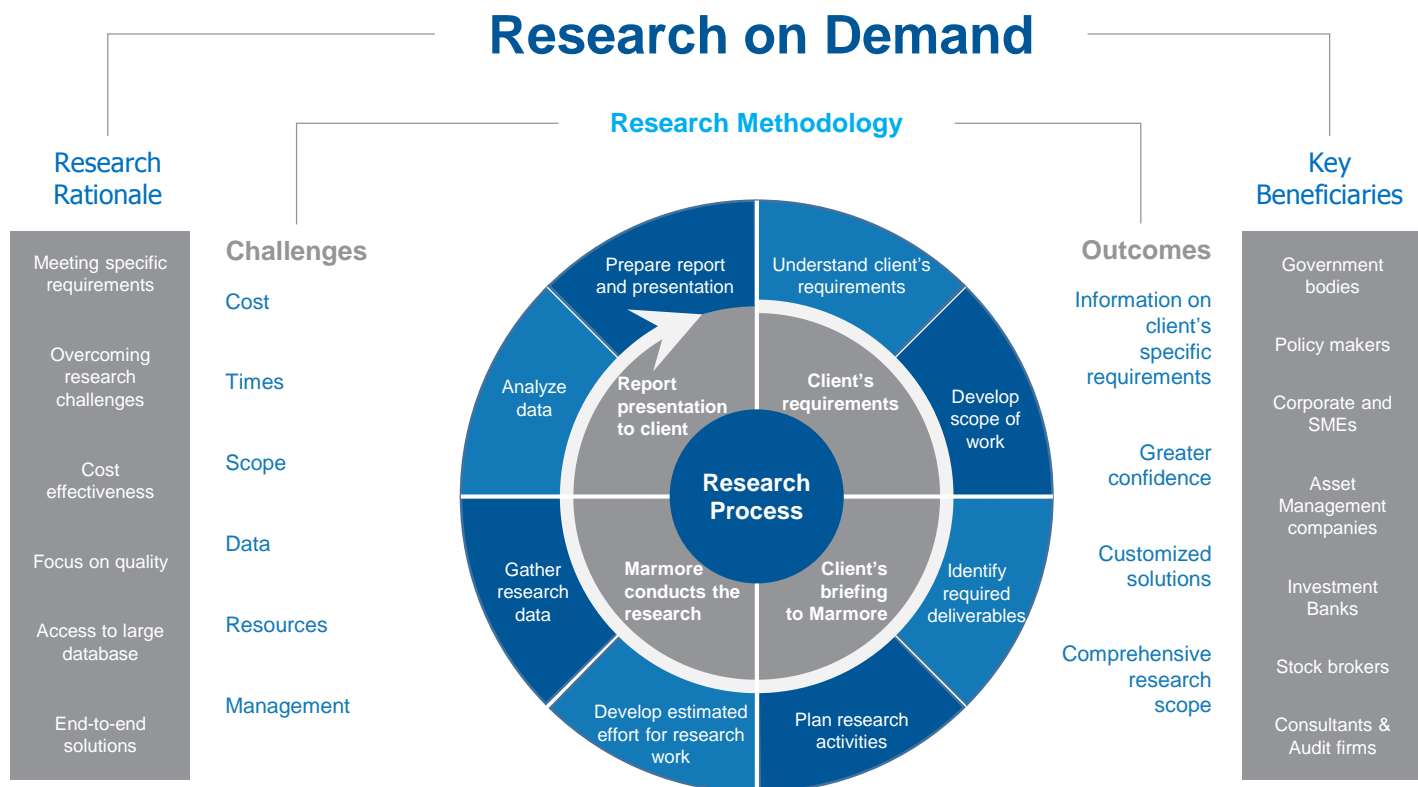 Research on Demand
Research Methodology
Research
Rationale
Meeting specific
requirements
Overcoming
research
challenges
Cost
effectiveness
Focus on quality
Access to large
database
End-to-end
solutions
Challenges
Cost
Times
Scope
Data
Resources
Management
Prepare report
and presentation
Understand client's
requirements
Develop
scope of
work
Identify
required
deliverables
Plan research
activities
Develop estimated
effort for research
work
Gather
research
data
Analyze
data
Report
presentation
to client
Client's
requirements
Client's
briefing
to Marmore
Marmore
conducts the
research
Research
Process
Outcomes
Information on
client's
specific
requirements
Greater
confidence
Customized
solutions
Comprehensive
research
scope
Key
Beneficiaries
Government
bodies
Policy makers
Corporate and
SMEs
Asset
Management
companies
Investment
Banks
Stock brokers
Consultants &
Audit firms